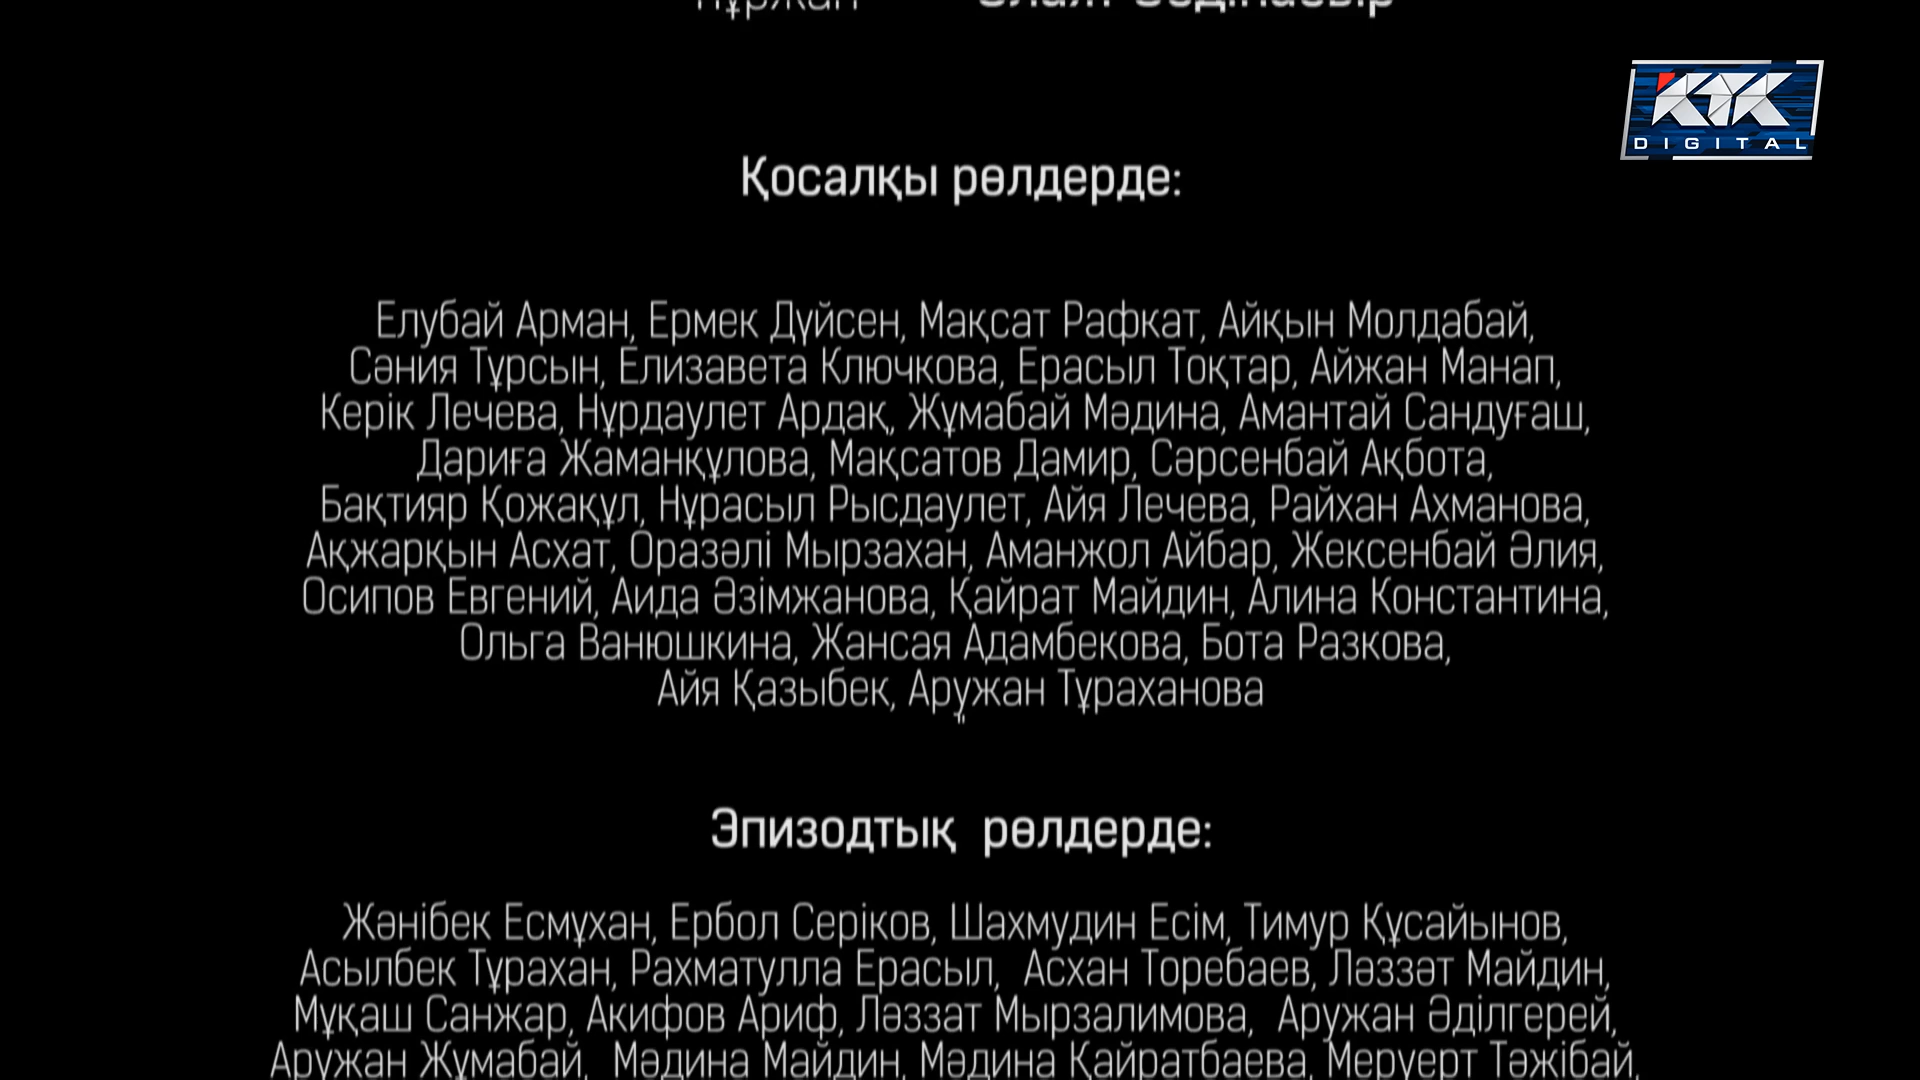 Нұржан
KTK
DIGITAL
Қосалқы рөлдерде:
Елубай Арман, Ермек Дүйсен, Мақсат Рафкат, Айқын Молдабай,
Сәния Тұрсын, Елизавета Ключкова, Ерасыл Тоқтар, Айжан Манап,
Керік Лечева, Нұрдаулет Ардақ, Жұмабай Мәдина, Амантай Сандуғаш,
Дариға Жаманқұлова, Мақсатов Дамир, Сәрсенбай Ақбота,
Бақтияр Қожақұл, Нұрасыл Рысдаулет, Айя Лечева, Райхан Ахманова,
Ақжарқын Асхат, Оразәлі Мырзахан, Аманжол Айбар, Жексенбай Әлия,
Осипов Евгений, Аида Әзімжанова, Қайрат Майдин, Алина Константина,
Ольга Ванюшкина, Жансая Адамбекова, Бота Разкова,
Айя Қазыбек, Аружан Тұраханова
"
Эпизодтық рөлдерде:
Жәнібек Есмұхан, Ербол Серіков, Шахмудин Есім, Тимур Құсайынов,
Асылбек Тұрахан, Рахматулла Ерасыл, Асхан Торебаев, Ләззәт Майдин,
Мұқаш Санжар, Акифов Ариф, Ләззат Мырзалимова, Аружан Әділгерей,
Аружан Жұмабай, Мәдина Майдин, Мәдина Қайратбаева, Меруерт Тәжібай,